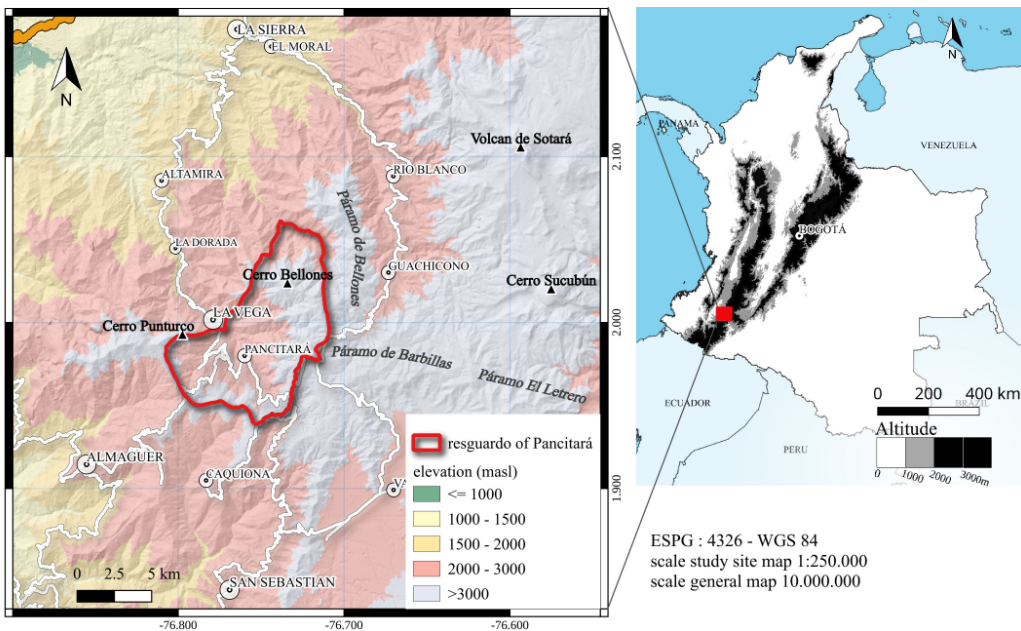 N
LA SIERRA
EL MORAL
Volcan de Sotará
ALTAMIRA
RIO BLANCO
Páramo de Bellones
LA DORADA
GUACHICONO
Cerro Bellones
Cerro Sucubún
LA VEGA
Cerro Punturco
PANCITARÁ
Páramo de Barbillas
Páramo El Letrero
ALMAGUER
CAQUIONA
VA
SAN SEBASTIAN
0 2.5 5 km
resguardo of Pancitará
elevation (masl)
<= 1000
1000 - 1500
1500 - 2000
2000 - 3000
>3000
2.100
2.000
1.900
-76.800 -76.700 -76.600
N
PANAMA
VENEZUELA
BOGOTÁ
ECUADOR
PERU
BRAZIL
0 200 400 km
Altitude
0 1000 2000 3000m
ESPG : 4326 - WGS 84
scale study site map 1:250.000
scale general map 10.000.000